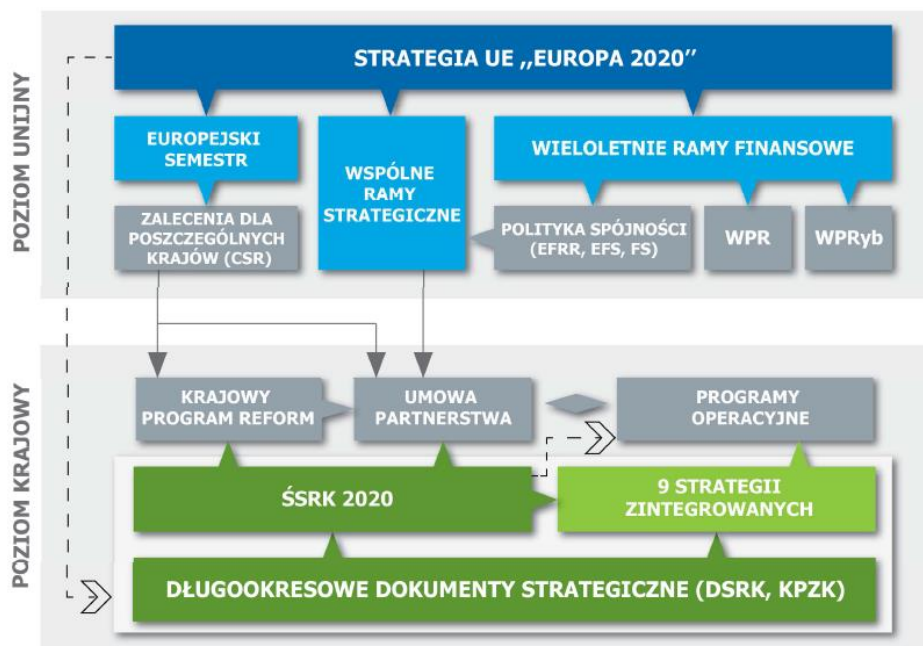 POZIOM UNIJNY
STRATEGIA UE ,,EUROPA 2020”
EUROPEJSKI
SEMESTR
WSPÓLNE
RAMY
STRATEGICZNE
WIELOLETNIE RAMY FINANSOWE
ZALECENIA DLA
POSZCZEGÓLNYCH
KRAJÓW (CSR)
POLITYKA SPÓJNOŚCI
(EFRR, EFS, FS)
WPR
WPRyb
POZIOM KRAJOWY
KRAJOWY
PROGRAM REFORM
UMOWA
PARTNERSTWA
PROGRAMY
OPERACYJNE
ŚSRK 2020
9 STRATEGII
ZINTEGROWANYCH
DŁUGOOKRESOWE DOKUMENTY STRATEGICZNE (DSRK, KPZK)